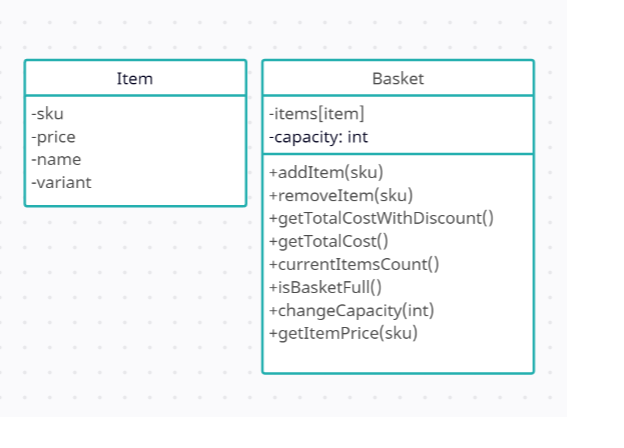 Item
-sku
-price
-name
-variant
Basket
-items[item]
-capacity: int
+addItem(sku)
+removeItem(sku)
+getTotalCostWithDiscount()
+getTotalCost()
+currentItemsCount()
+isBasketFull()
+changeCapacity(int)
+getItemPrice(sku)